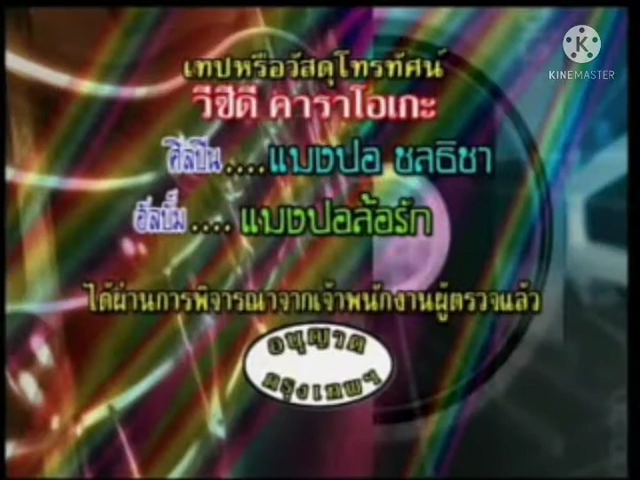 KINEMASTER
เทปหรือวัสดุโทรทัศน์
วีซีดี คาราโอเกะ
ศิลปิน....แมงปอ ชลธิชา
อัลบั้ม....แมงปอล้อรัก
ได้ผ่านการพิจารณาจากเจ้าพนักงานผู้ตรวจแล้ว
อนุญาต
กรุงเทพฯ